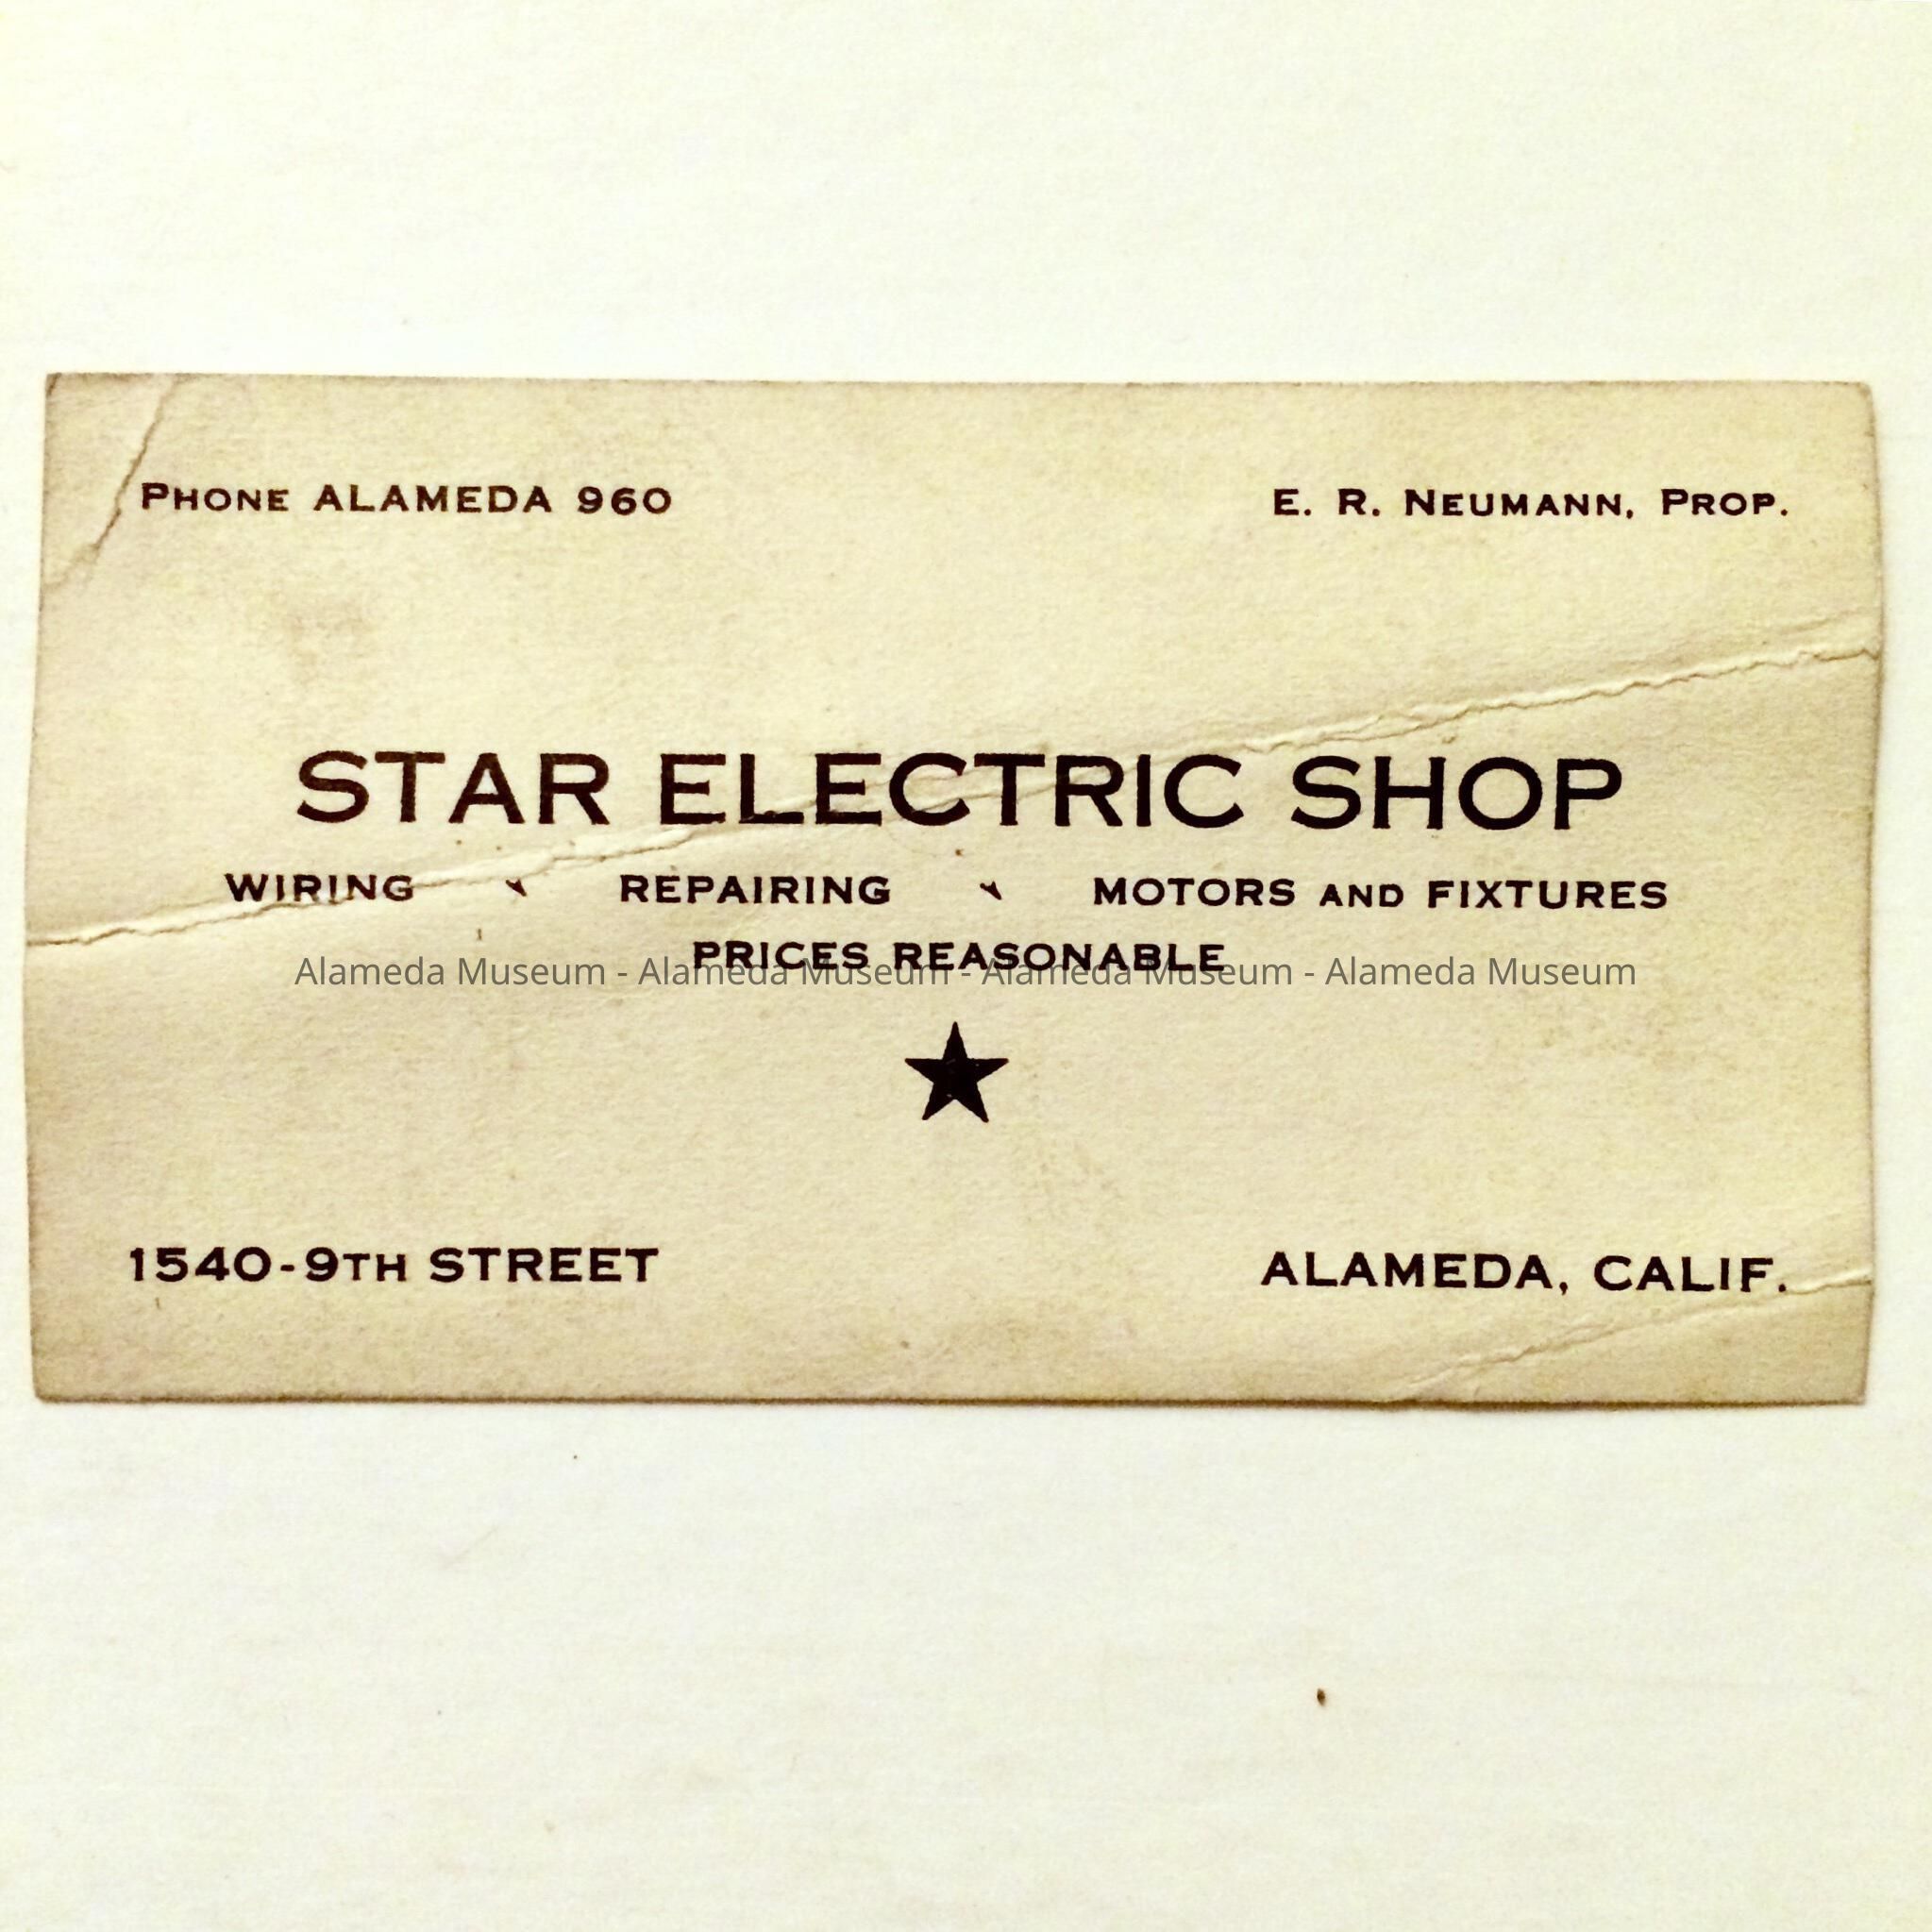 PHONE ALAMEDA 960
E. R. NEUMANN, PROP.
STAR ELECTRIC SHOP
WIRING REPAIRING MOTORS AND FIXTURES
PRICES REASONABLE
Alameda Museum - Alameda Museum - Alameda Museum - Alameda Museum
1540-9TH STREET
ALAMEDA, CALIF.